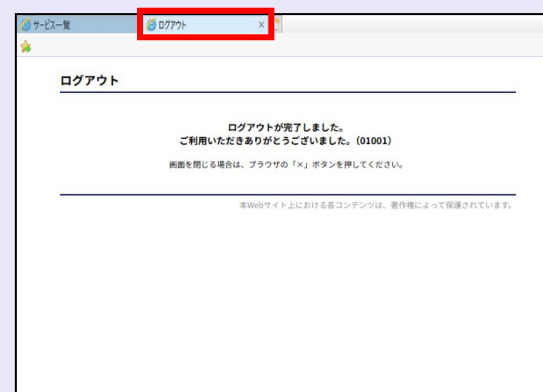 サービス一覧
ログアウト
ログアウト
ログアウトが完了しました。
ご利用いただきありがとうございました。(01001)
画面を閉じる場合は、ブラウザの「×」ボタンを押してください。
本Webサイト上における各コンテンツは、著作権によって保護されています。